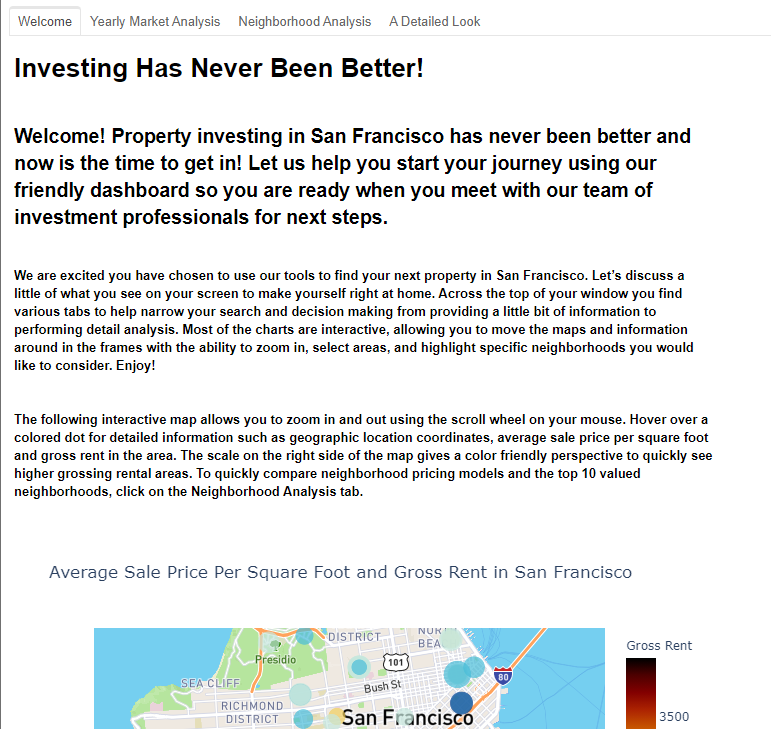 Welcome Yearly Market Analysis Neighborhood Analysis A Detailed Look
Investing Has Never Been Better!
Welcome! Property investing in San Francisco has never been better and
now is the time to get in! Let us help you start your journey using our
friendly dashboard so you are ready when you meet with our team of
investment professionals for next steps.
We are excited you have chosen to use our tools to find your next property in San Francisco. Let’s discuss a
little of what you see on your screen to make yourself right at home. Across the top of your window you find
various tabs to help narrow your search and decision making from providing a little bit of information to
performing detail analysis. Most of the charts are interactive, allowing you to move the maps and information
around in the frames with the ability to zoom in, select areas, and highlight specific neighborhoods you would
like to consider. Enjoy!
The following interactive map allows you to zoom in and out using the scroll wheel on your mouse. Hover over a
colored dot for detailed information such as geographic location coordinates, average sale price per square foot
and gross rent in the area. The scale on the right side of the map gives a color friendly perspective to quickly see
higher grossing rental areas. To quickly compare neighborhood pricing models and the top 10 valued
neighborhoods, click on the Neighborhood Analysis tab.
Average Sale Price Per Square Foot and Gross Rent in San Francisco
DISTRICT
NOR
BEA
Gross Rent
Presidio
101
80
SEA CLIFF
Bush St
RICHMOND
DISTRICT
San Francisco
3500